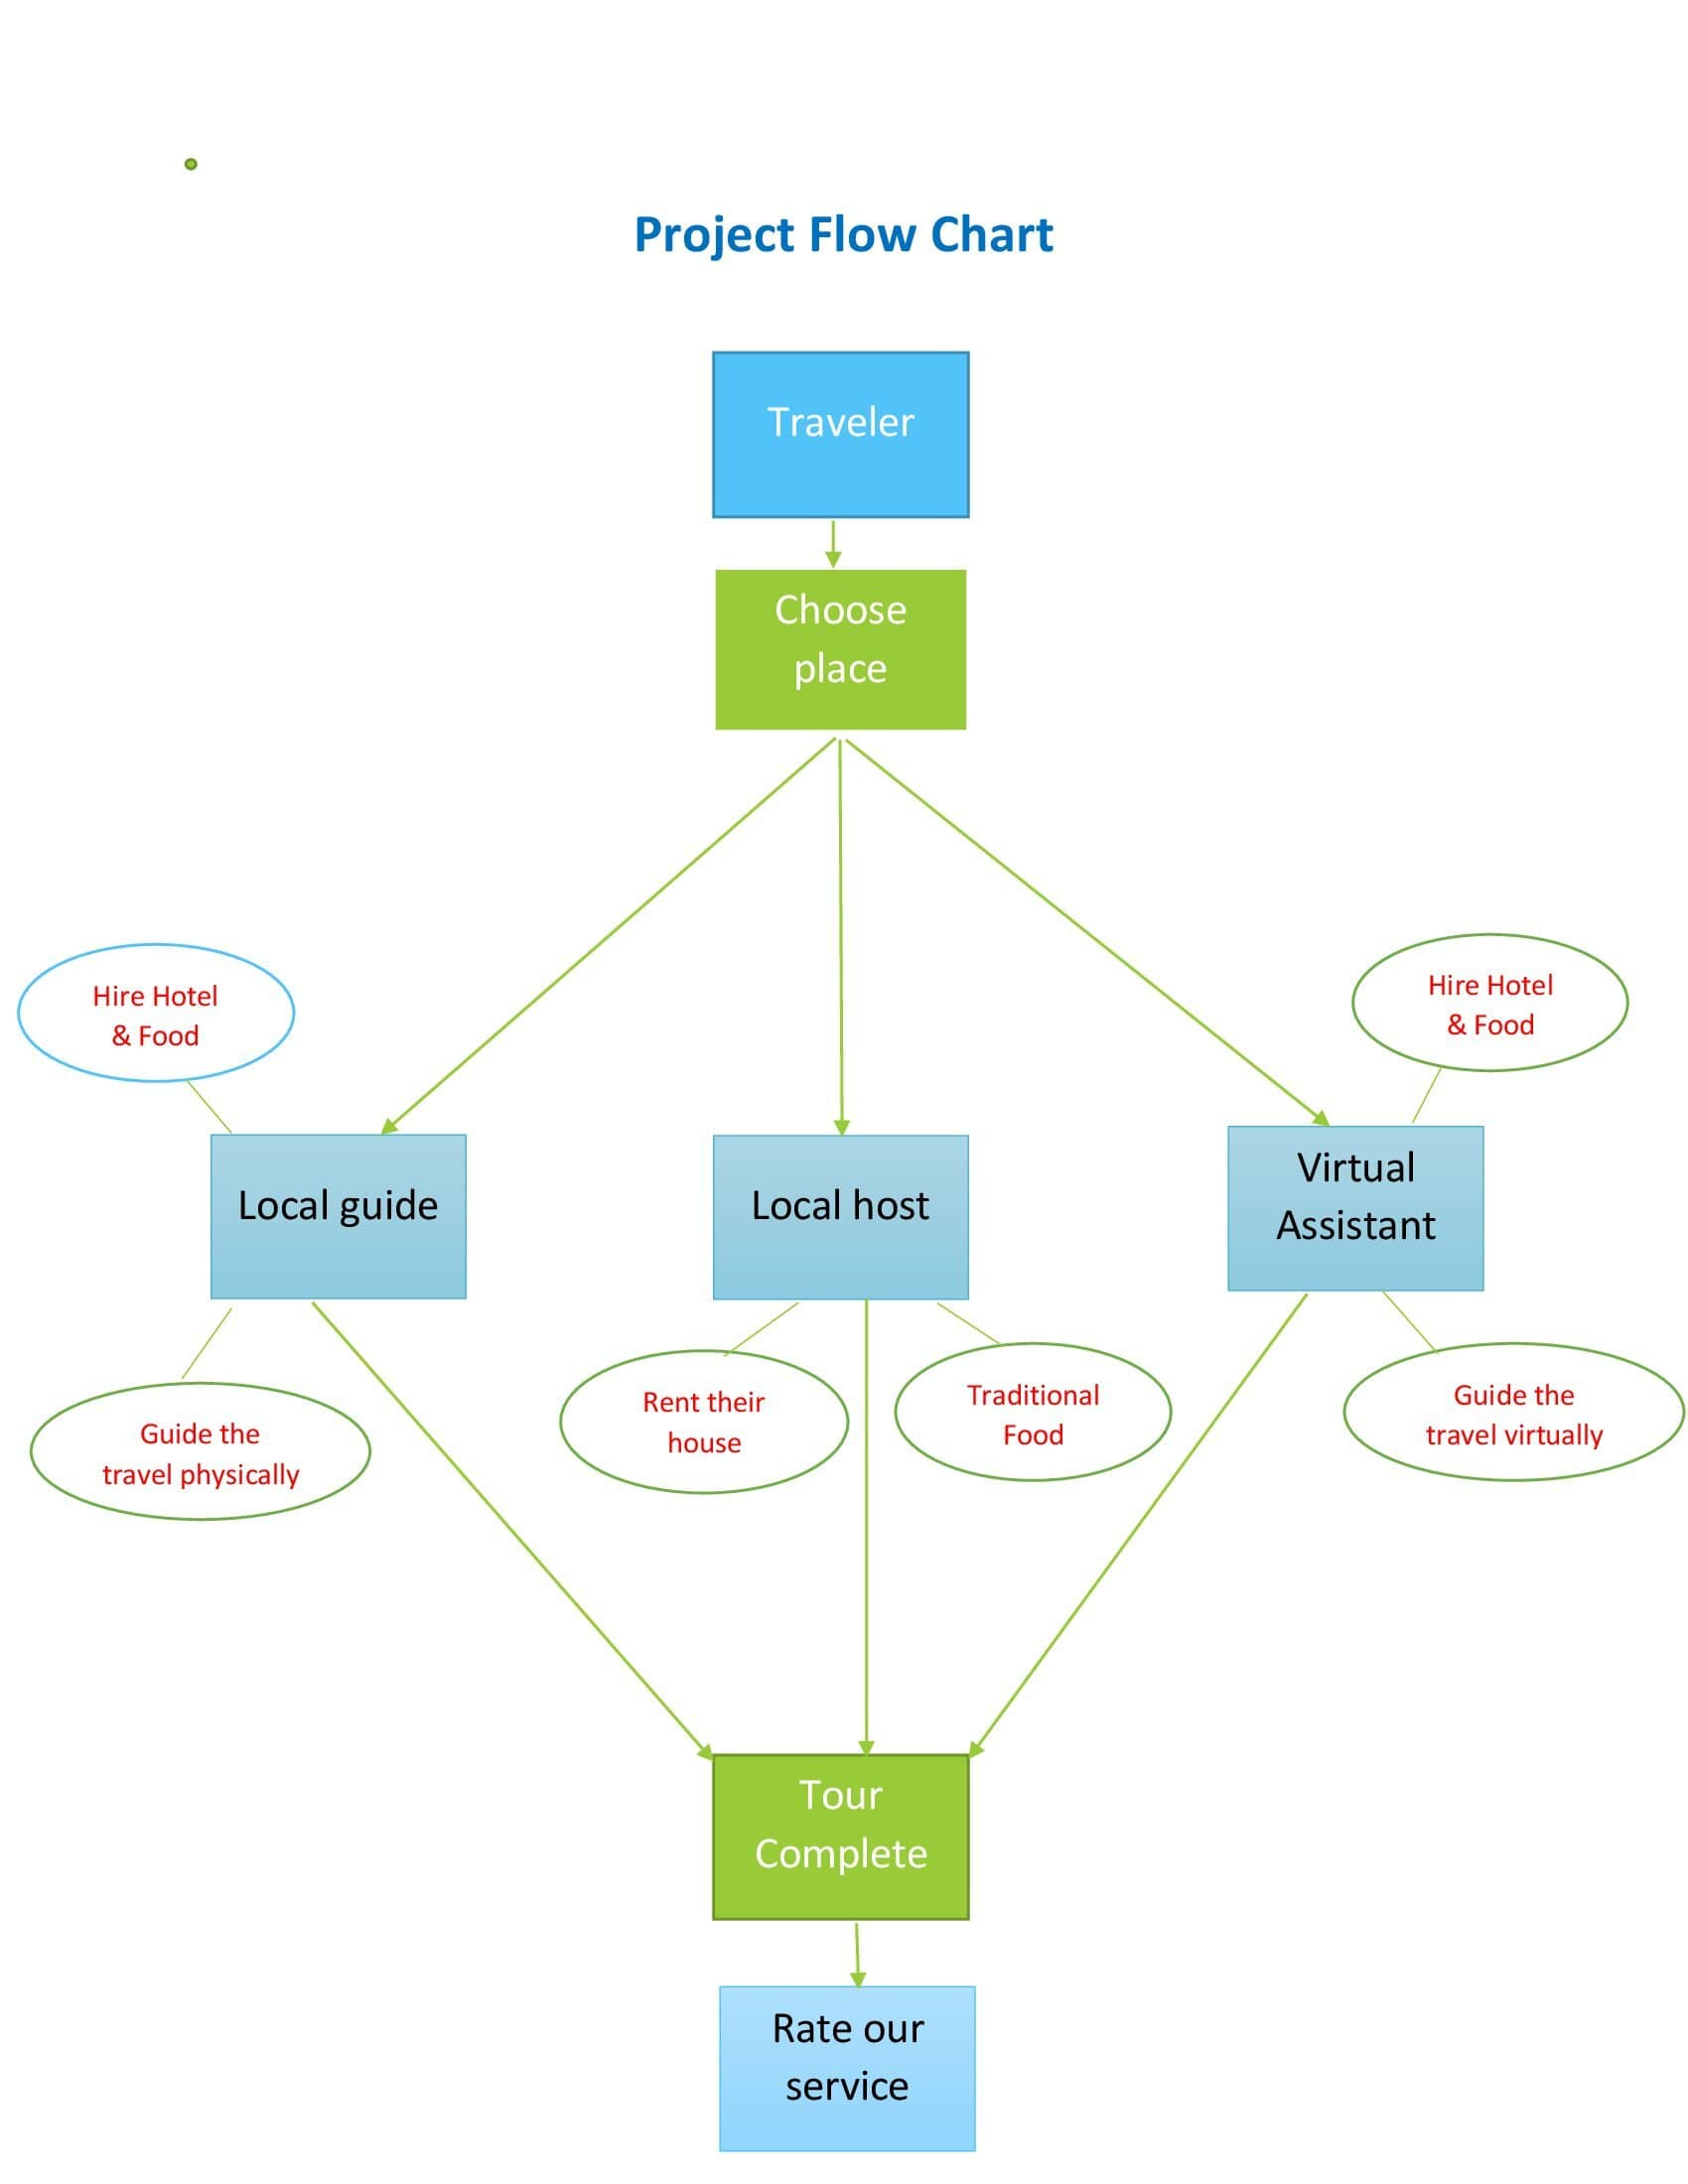 Project Flow Chart
Traveler
Choose
place
Hire Hotel
& Food
Hire Hotel
& Food
Local guide
Local host
Virtual
Assistant
Guide the
travel physically
Rent their
house
Traditional
Food
Guide the
travel virtually
Tour
Complete
Rate our
service